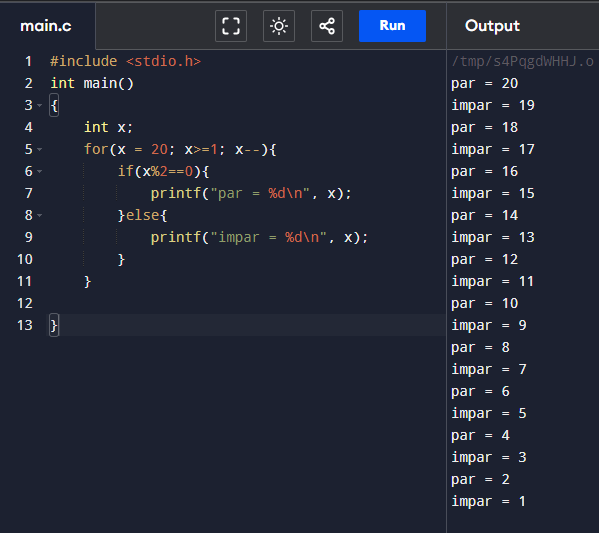 main.c
Run
Output
1 #include <stdio.h>
2 int main()
3 {
4     int x;
5     for(x = 20; x>=1; x--){
6         if(x%2==0){
7             printf("par = %d\n", x);
8         }else{
9             printf("impar = %d\n", x);
10         }
11     }
12
13 }
/tmp/s4PqgdWHHJ.o
par = 20
impar = 19
par = 18
impar = 17
par = 16
impar = 15
par = 14
impar = 13
par = 12
impar = 11
par = 10
impar = 9
par = 8
impar = 7
par = 6
impar = 5
par = 4
impar = 3
par = 2
impar = 1